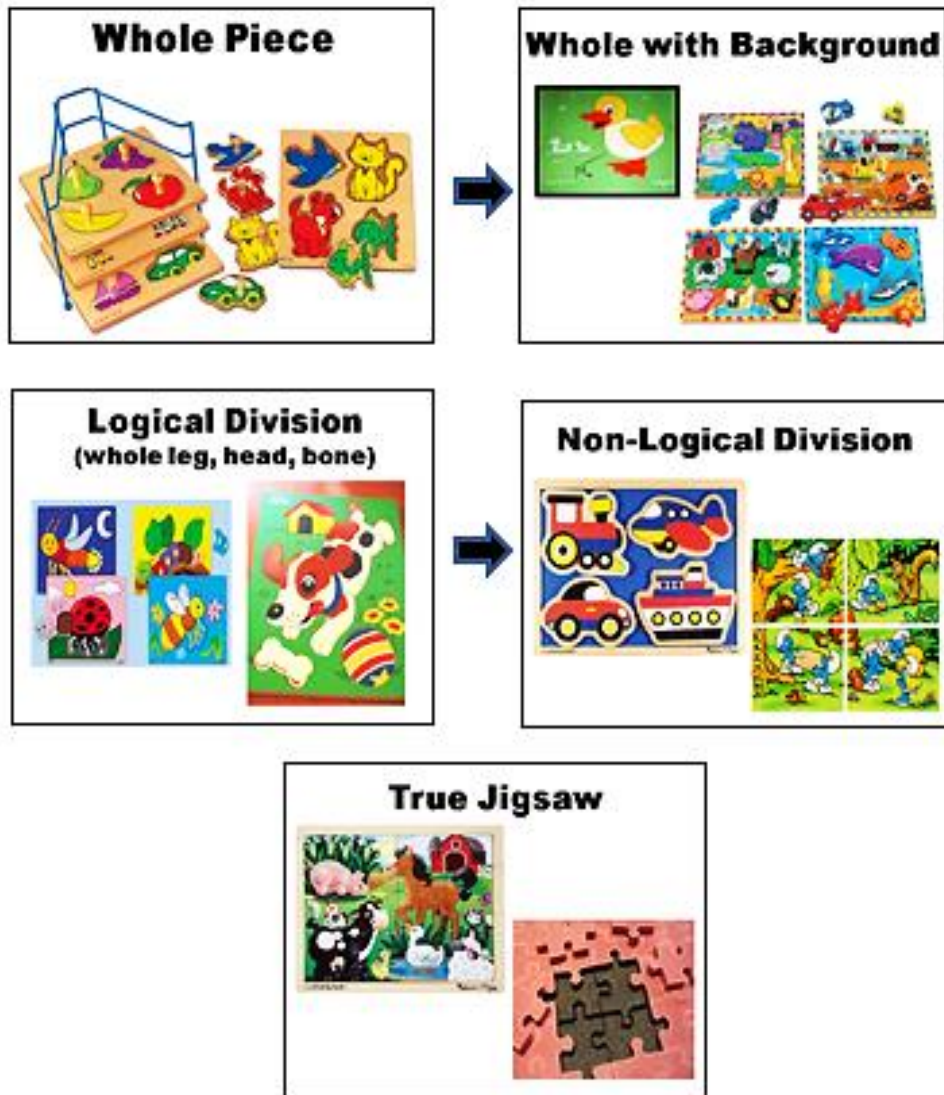 Whole Piece
Whole with Background
Logical Division
(whole leg, head, bone)
Non-Logical Division
True Jigsaw